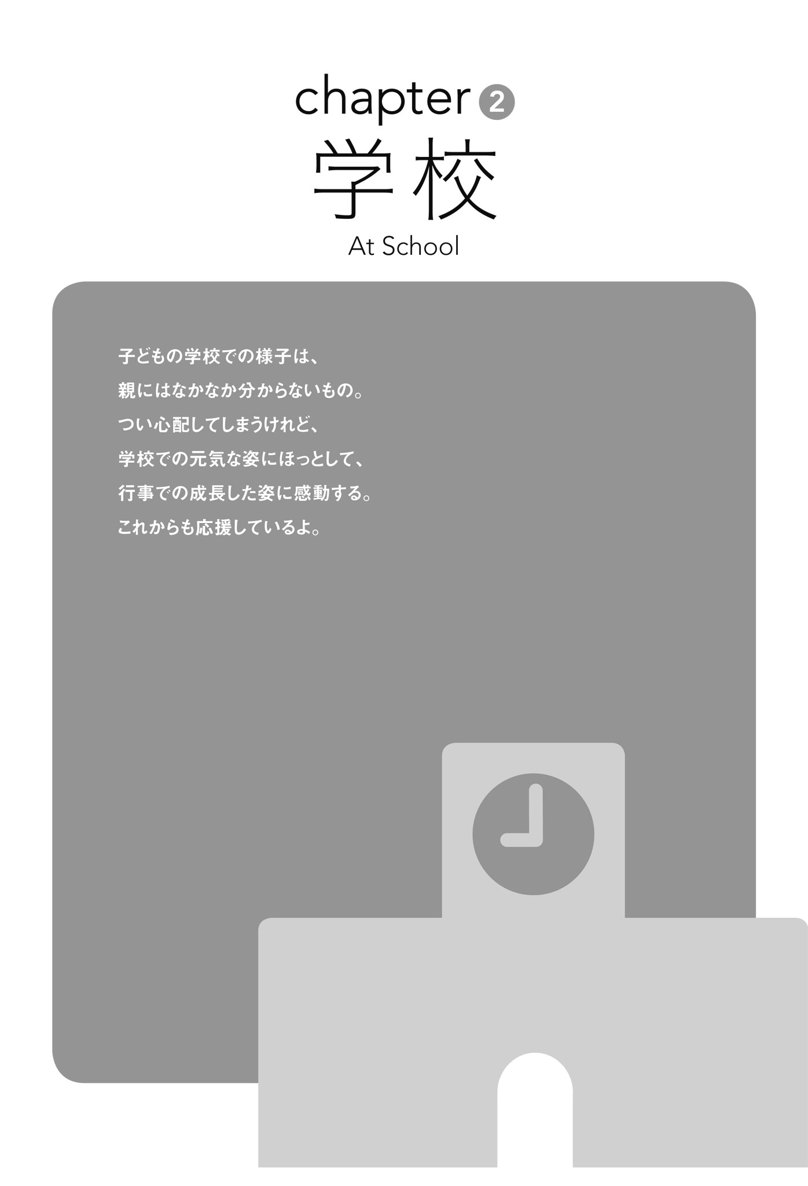 chapter 2
学校
At School
子どもの学校での様子は、
親にはなかなか分からないもの。
つい心配してしまうけれど、
学校での元気な姿にほっとして、
行事での成長した姿に感動する。
これからも応援しているよ。